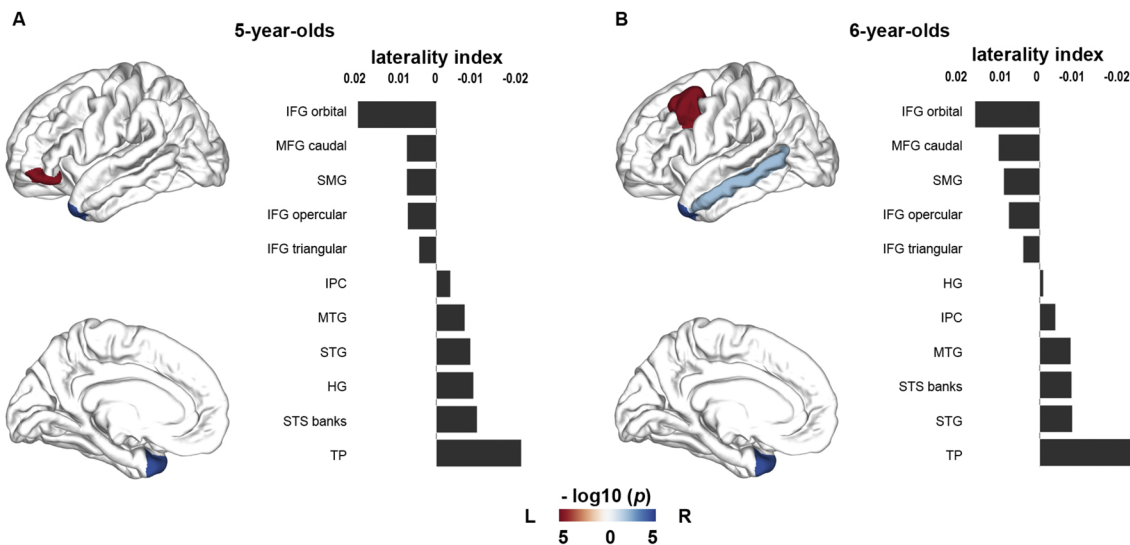 A
5-year-olds
laterality index
0.02 0.01 0 -0.01 -0.02
IFG orbital
MFG caudal
SMG
IFG opercular
IFG triangular
IPC
MTG
STG
HG
STS banks
TP
B
6-year-olds
laterality index
0.02 0.01 0 -0.01 -0.02
IFG orbital
MFG caudal
SMG
IFG opercular
IFG triangular
HG
IPC
MTG
STS banks
STG
TP
- log10 (p)
L R
5 0 5